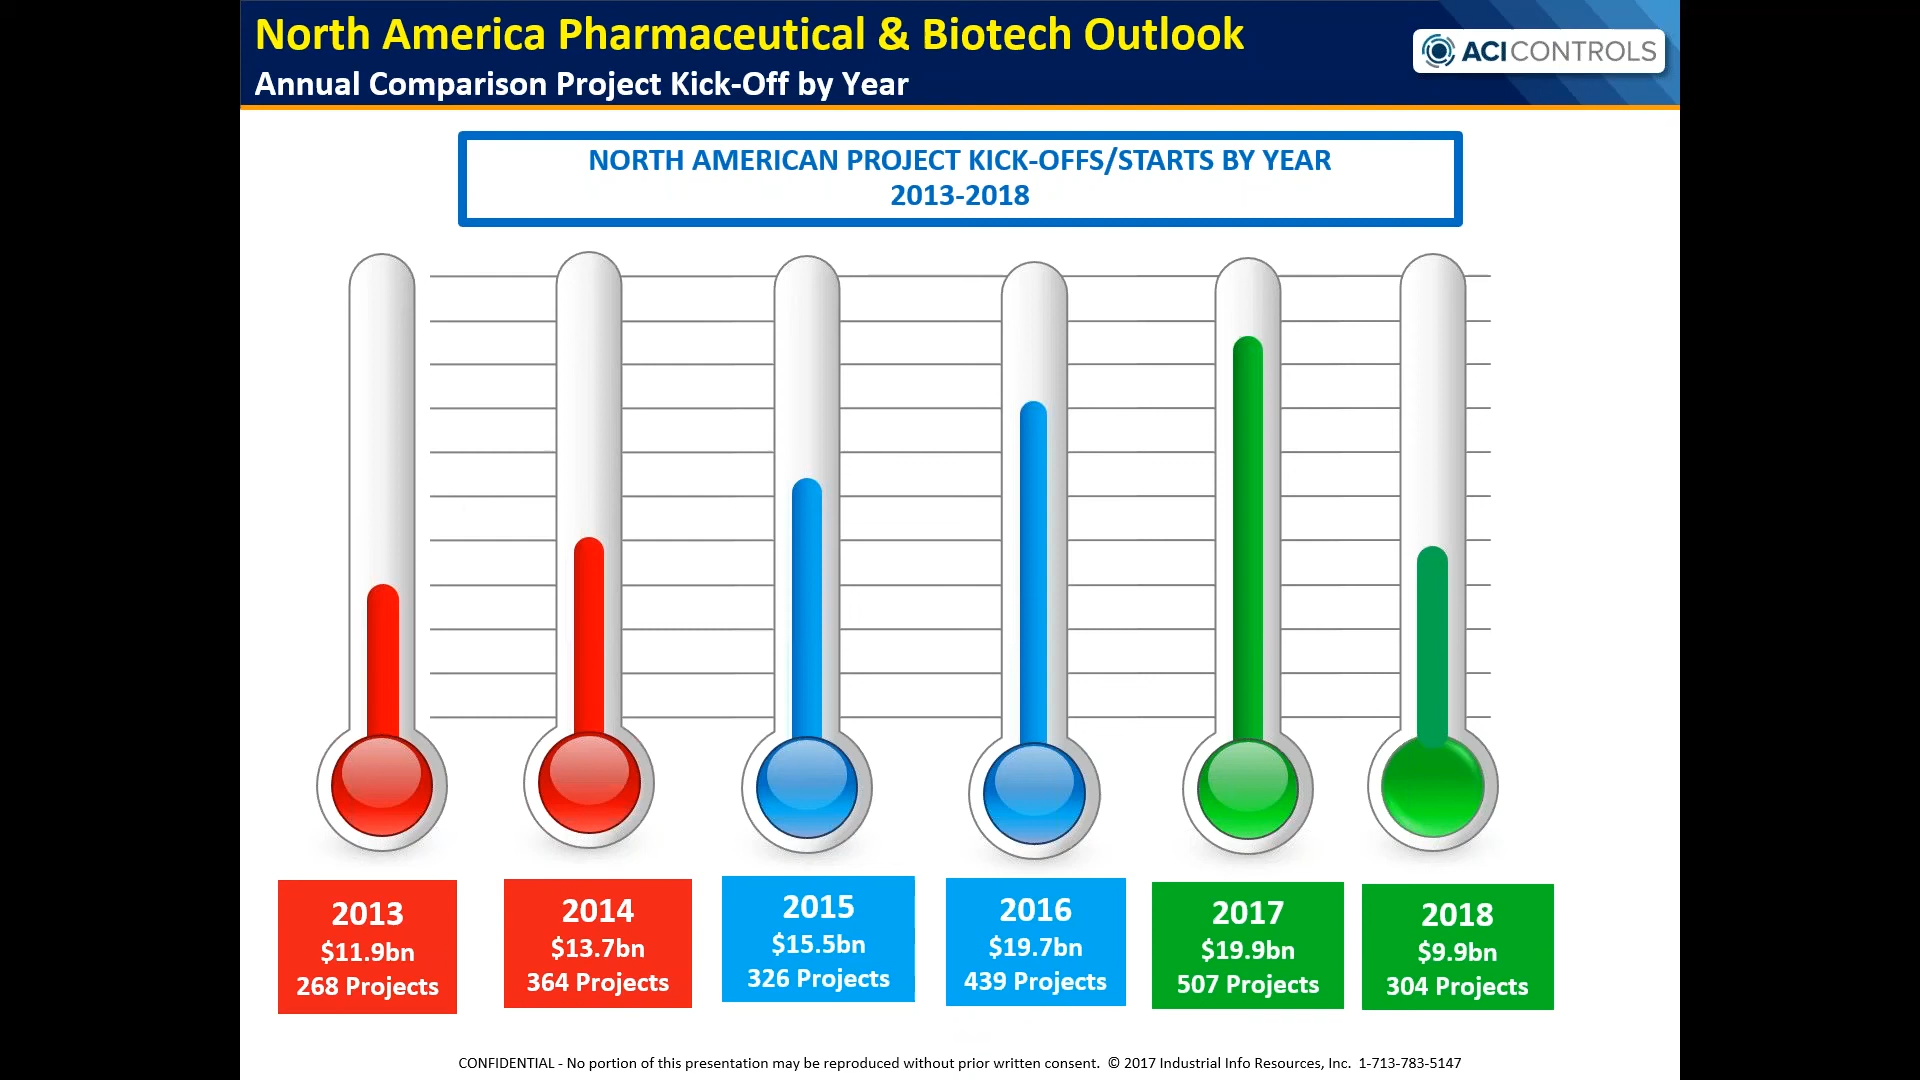 North America Pharmaceutical & Biotech Outlook
Annual Comparison Project Kick-Off by Year
ACI CONTROLS
NORTH AMERICAN PROJECT KICK-OFFS/STARTS BY YEAR
2013-2018
2013
$11.9bn
268 Projects
2014
$13.7bn
364 Projects
2015
$15.5bn
326 Projects
2016
$19.7bn
439 Projects
2017
$19.9bn
507 Projects
2018
$9.9bn
304 Projects
CONFIDENTIAL - No portion of this presentation may be reproduced without prior written consent. © 2017 Industrial Info Resources, Inc. 1-713-783-5147